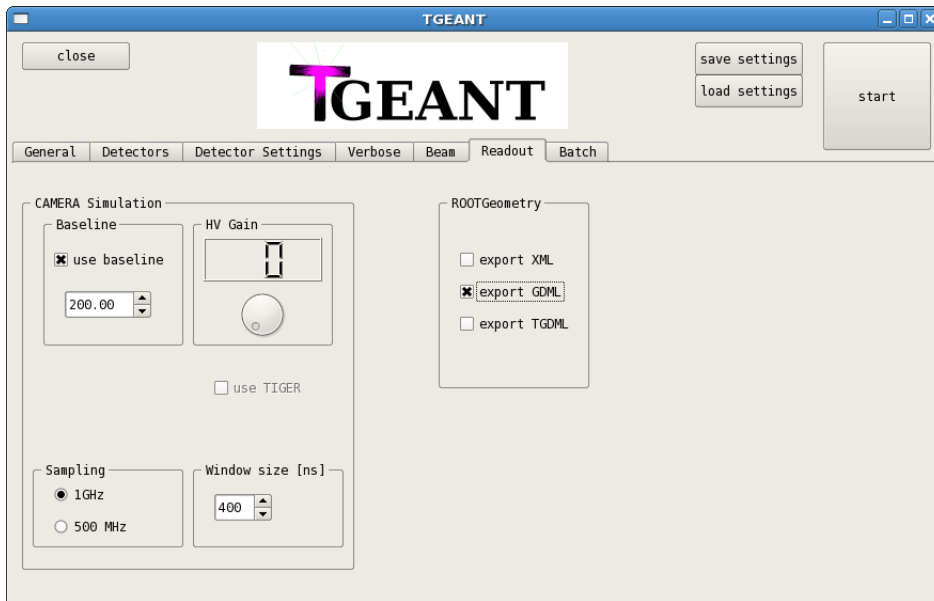 TGEANT
close
TGEANT
save settings
load settings
start
General Detectors Detector Settings Verbose Beam Readout Batch
CAMERA Simulation
Baseline
use baseline
200.00
HV Gain
0
use TIGER
Sampling
1GHz
500 MHz
Window size [ns]
400
ROOTGeometry
export XML
export GDML
export TGDML